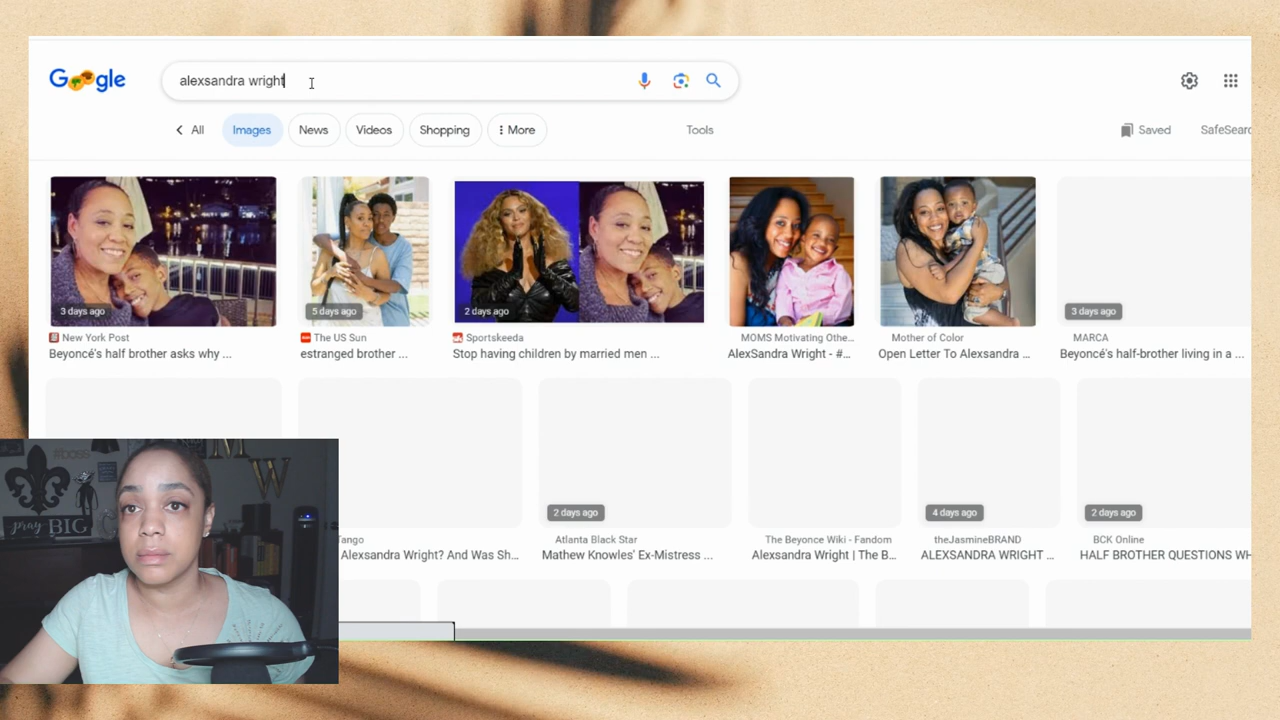 Google
alexsandra wright
All
Images
News
Videos
Shopping
More
Tools
Saved
SafeSearc
3 days ago
5 days ago
2 days ago
3 days ago
New York Post
The US Sun
Sportskeeda
MOMS Motivating Othe...
Mother of Color
MARCA
Beyoncé's half brother asks why ...
estranged brother ...
Stop having children by married men ...
AlexSandra Wright - #...
Open Letter To Alexsandra ...
Beyoncé's half-brother living in a ...
2 days ago
4 days ago
2 days ago
Tango
Atlanta Black Star
The Beyonce Wiki - Fandom
theJasmineBRAND
BCK Online
Alexsandra Wright? And Was Sh...
Mathew Knowles' Ex-Mistress ...
Alexsandra Wright | The B...
ALEXSANDRA WRIGHT ...
HALF BROTHER QUESTIONS WH
#boss
M
W
pray BIG